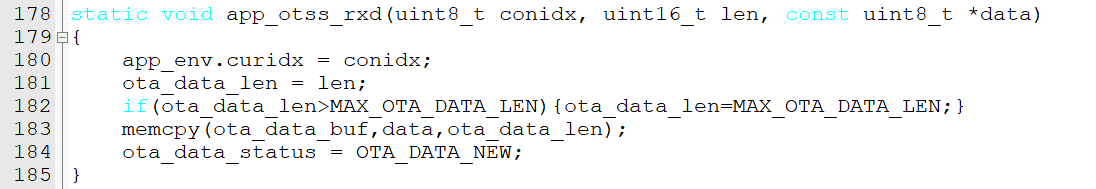 178 static void app_otss_rxd(uint8_t conidx, uint16_t len, const uint8_t *data)
179 {
180     app_env.curidx = conidx;
181     ota_data_len = len;
182     if(ota_data_len>MAX_OTA_DATA_LEN){ota_data_len=MAX_OTA_DATA_LEN;}
183     memcpy(ota_data_buf,data,ota_data_len);
184     ota_data_status = OTA_DATA_NEW;
185 }